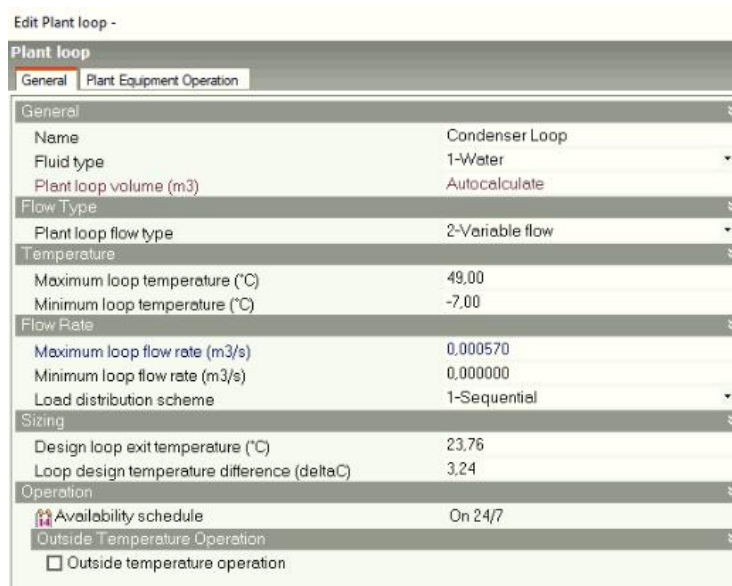 Edit Plant loop -
Plant loop
General Plant Equipment Operation
General
Name Condenser Loop
Fluid type 1-Water
Plant loop volume (m3) Autocalculate
Flow Type
Plant loop flow type 2-Variable flow
Temperature
Maximum loop temperature (°C) 49,00
Minimum loop temperature (°C) -7,00
Flow Rate
Maximum loop flow rate (m3/s) 0,000570
Minimum loop flow rate (m3/s) 0,000000
Load distribution scheme 1-Sequential
Sizing
Design loop exit temperature (°C) 23,76
Loop design temperature difference (deltaC) 3,24
Operation
Availability schedule On 24/7
Outside Temperature Operation
Outside temperature operation